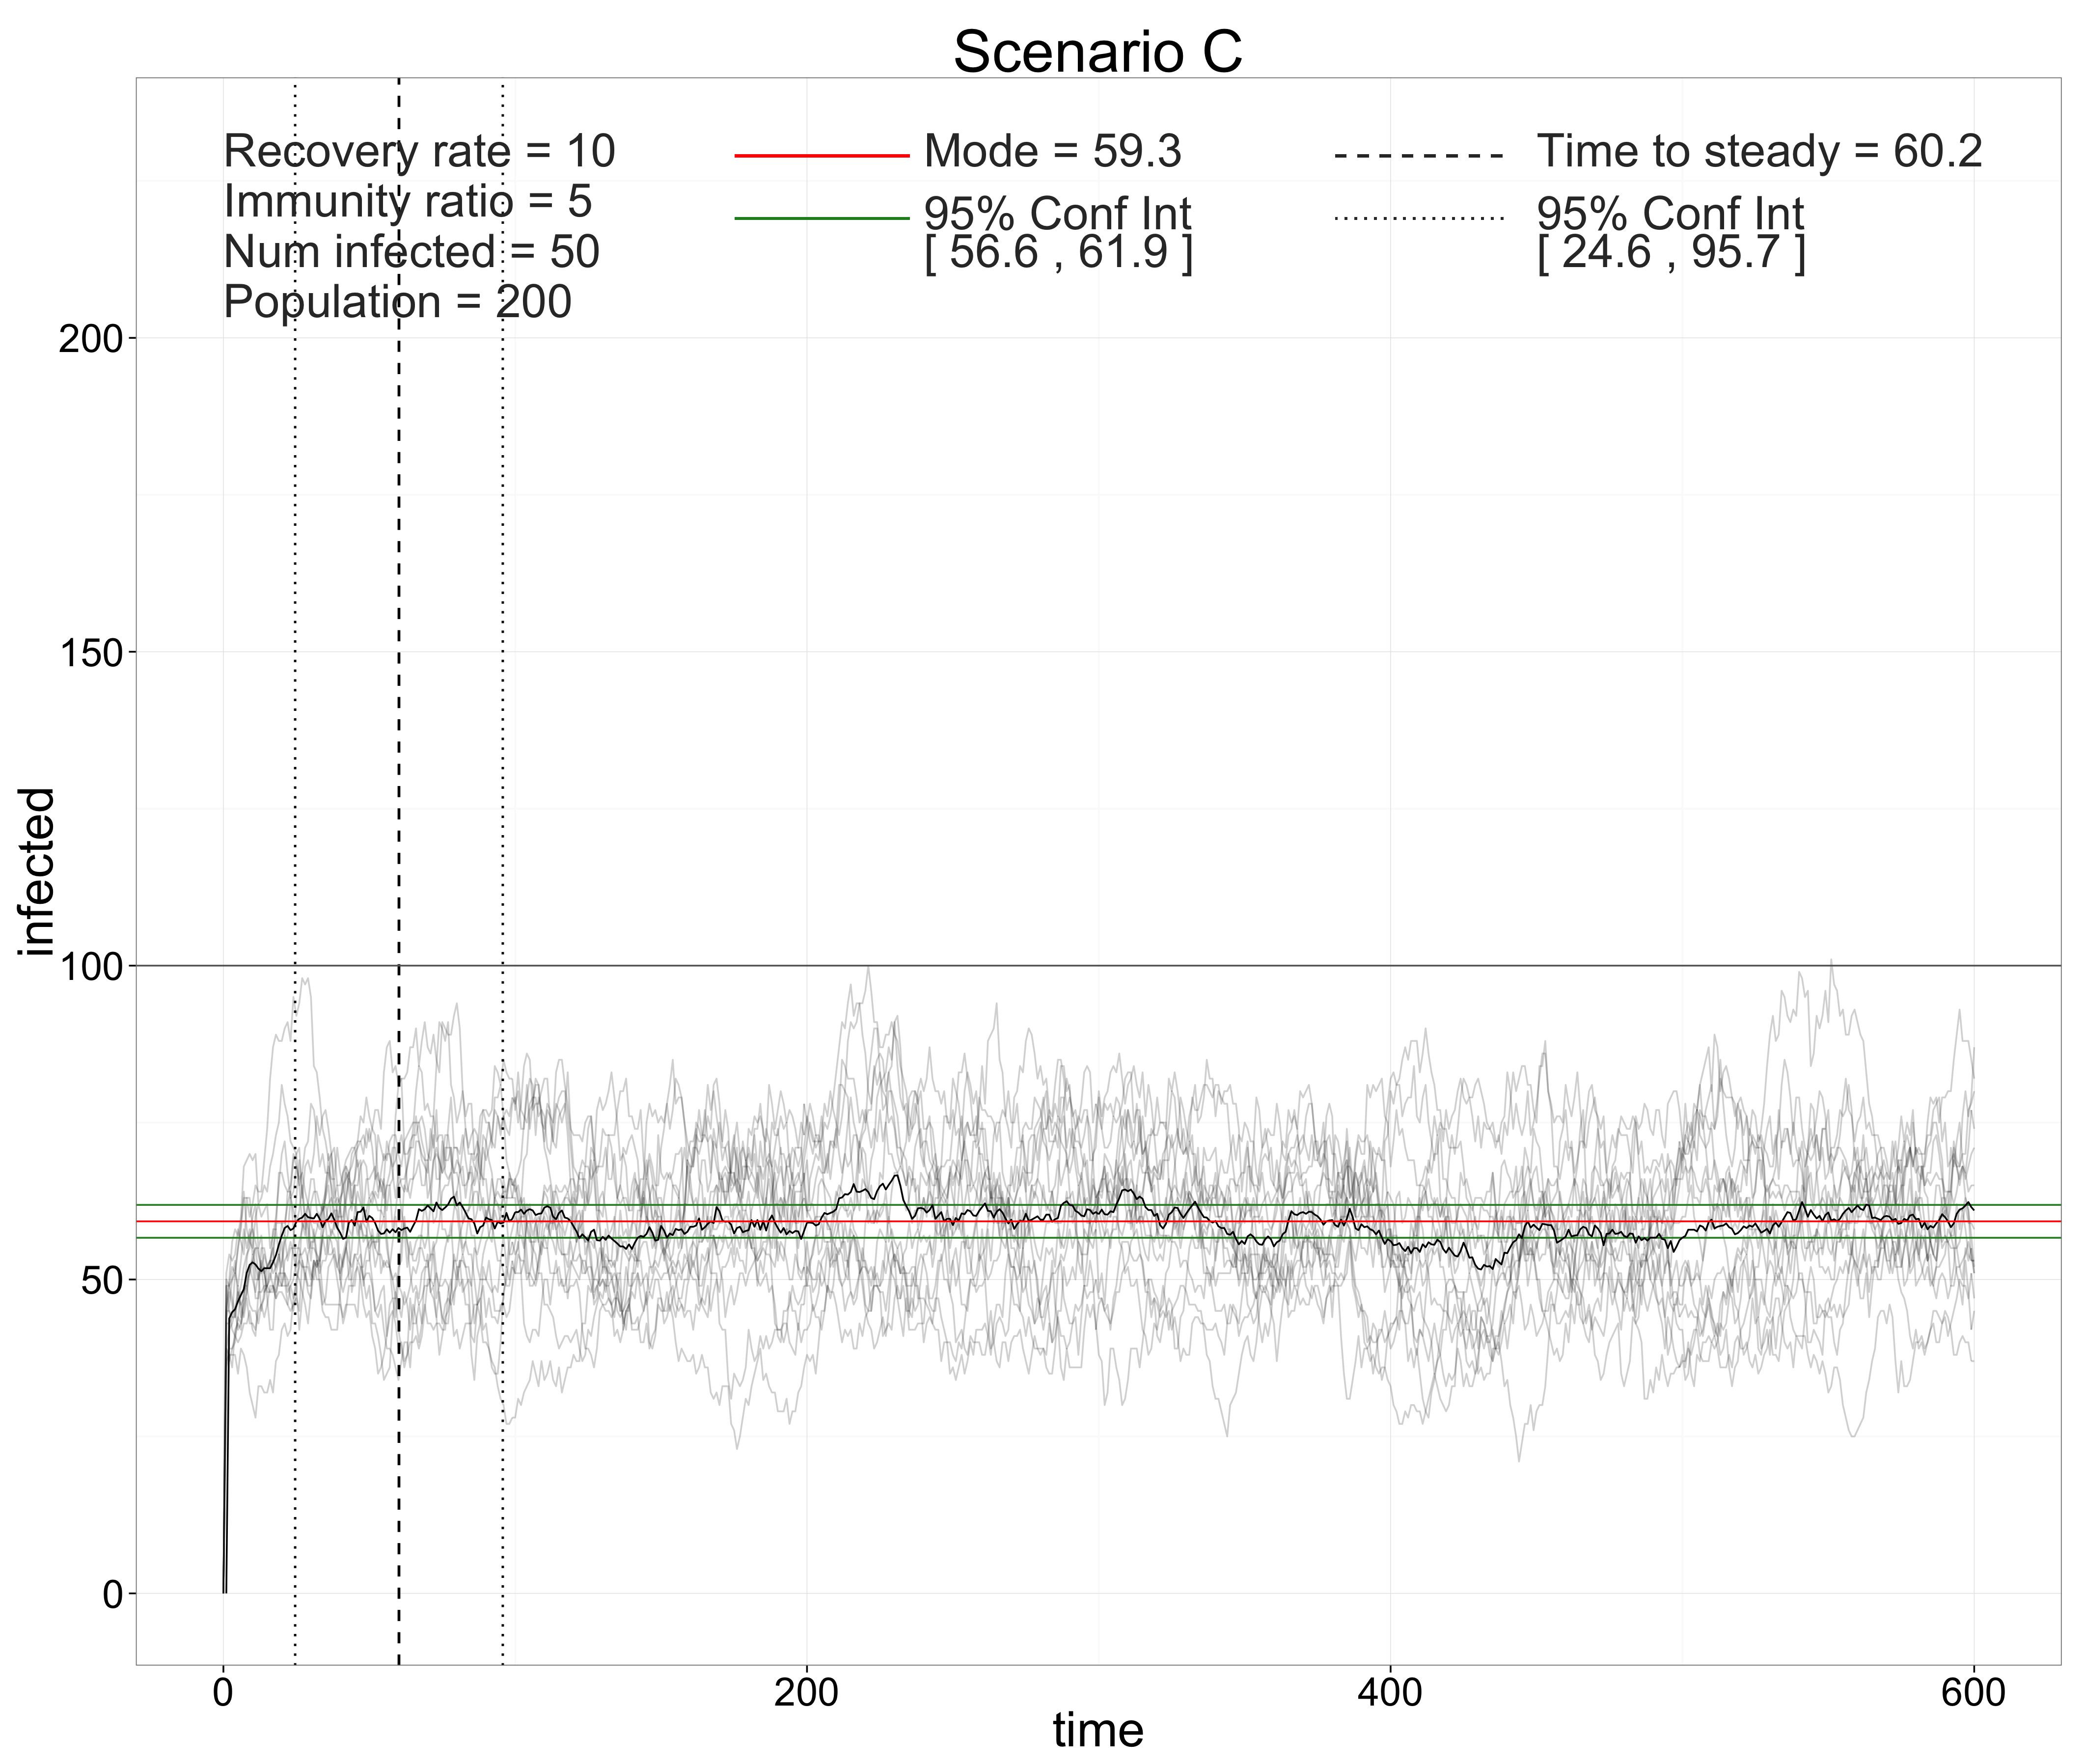 Scenario C
Recovery rate = 10
Immunity ratio = 5
Num infected = 50
Population = 200
Mode = 59.3
95% Conf Int
[ 56.6 , 61.9 ]
Time to steady = 60.2
95% Conf Int
[ 24.6 , 95.7 ]
infected
200
150
100
50
0
0 200 400 600
time